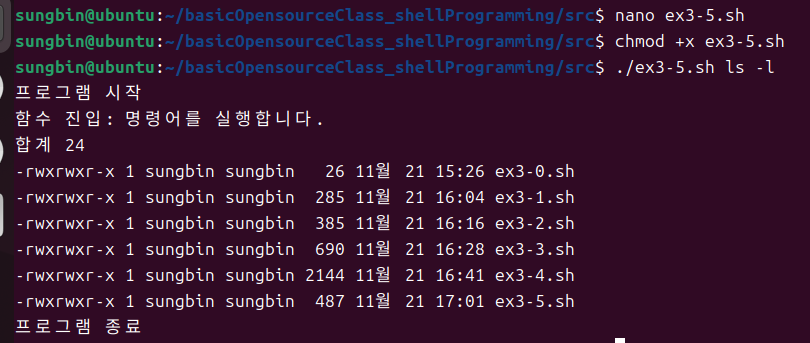 sungbin@ubuntu:~/basicOpensourceClass_shellProgramming/src$ nano ex3-5.sh
sungbin@ubuntu:~/basicOpensourceClass_shellProgramming/src$ chmod +x ex3-5.sh
sungbin@ubuntu:~/basicOpensourceClass_shellProgramming/src$ ./ex3-5.sh ls -l
프로그램 시작
함수 진입: 명령어를 실행합니다.
합계 24
-rwxrwxr-x 1 sungbin sungbin   26 11월 21 15:26 ex3-0.sh
-rwxrwxr-x 1 sungbin sungbin  285 11월 21 16:04 ex3-1.sh
-rwxrwxr-x 1 sungbin sungbin  385 11월 21 16:16 ex3-2.sh
-rwxrwxr-x 1 sungbin sungbin  690 11월 21 16:28 ex3-3.sh
-rwxrwxr-x 1 sungbin sungbin 2144 11월 21 16:41 ex3-4.sh
-rwxrwxr-x 1 sungbin sungbin  487 11월 21 17:01 ex3-5.sh
프로그램 종료